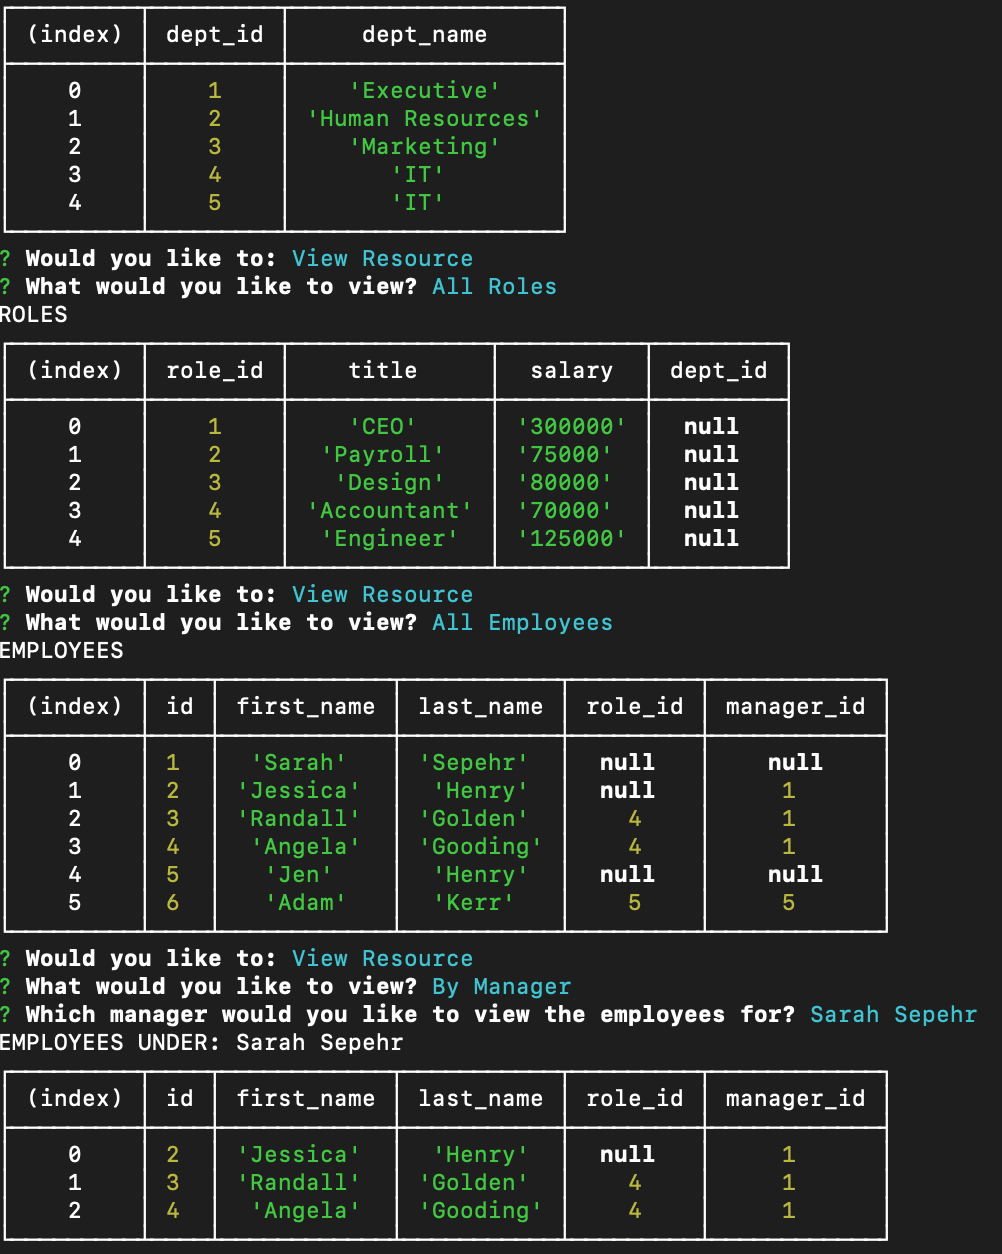 (index) dept_id dept_name
0 1 'Executive'
1 2 'Human Resources'
2 3 'Marketing'
3 4 'IT'
4 5 'IT'
? Would you like to: View Resource
? What would you like to view? All Roles
ROLES
(index) role_id title salary dept_id
0 1 'CEO' '300000' null
1 2 'Payroll' '75000' null
2 3 'Design' '80000' null
3 4 'Accountant' '70000' null
4 5 'Engineer' '125000' null
? Would you like to: View Resource
? What would you like to view? All Employees
EMPLOYEES
(index) id first_name last_name role_id manager_id
0 1 'Sarah' 'Sepehr' null null
1 2 'Jessica' 'Henry' null 1
2 3 'Randall' 'Golden' 4 1
3 4 'Angela' 'Gooding' 4 1
4 5 'Jen' 'Henry' null null
5 6 'Adam' 'Kerr' 5 5
? Would you like to: View Resource
? What would you like to view? By Manager
? Which manager would you like to view the employees for? Sarah Sepehr
EMPLOYEES UNDER: Sarah Sepehr
(index) id first_name last_name role_id manager_id
0 2 'Jessica' 'Henry' null 1
1 3 'Randall' 'Golden' 4 1
2 4 'Angela' 'Gooding' 4 1